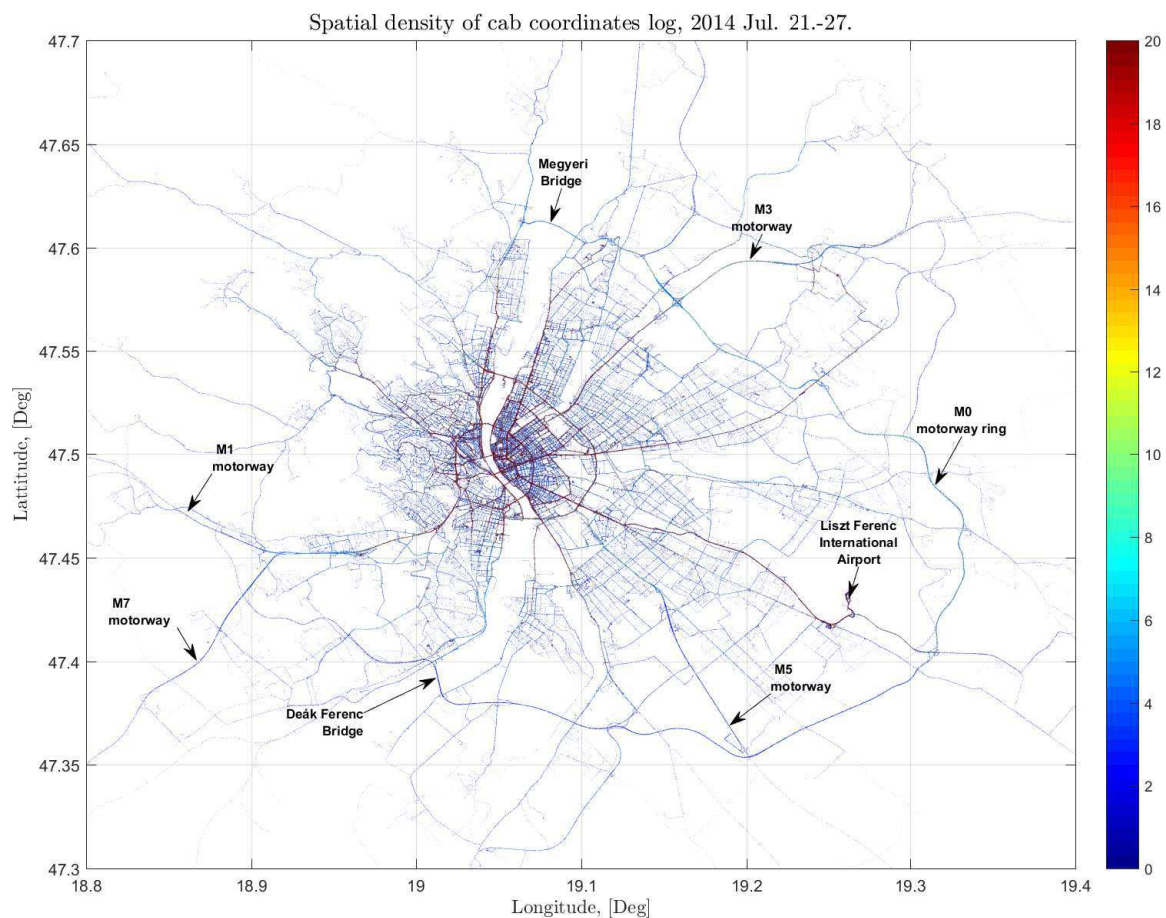 Spatial density of cab coordinates log, 2014 Jul. 21.-27.
47.7
47.65
47.6
47.55
47.5
47.45
47.4
47.35
47.3
Lattitude, [Deg]
Megyeri
Bridge
M3
motorway
M0
motorway ring
M1
motorway
Liszt Ferenc
International
Airport
M7
motorway
M5
motorway
Deák Ferenc
Bridge
18.8
18.9
19
19.1
19.2
19.3
19.4
Longitude, [Deg]
20
18
16
14
12
10
8
6
4
2
0